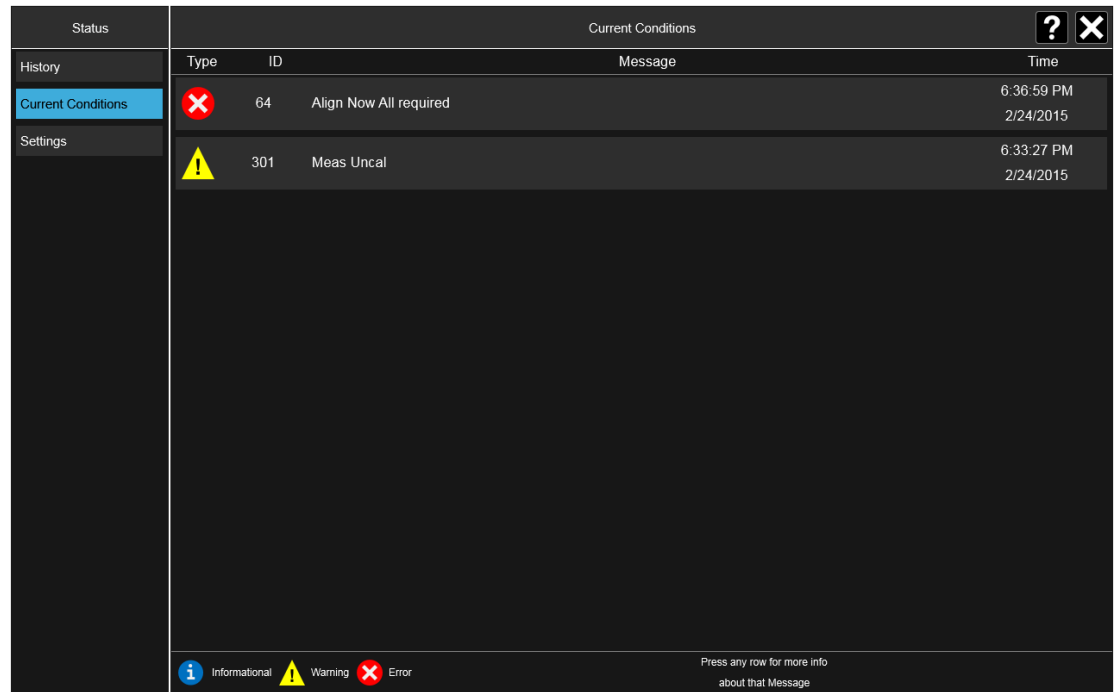 Status
Current Conditions
?
History
Current Conditions
Settings
Type ID Message Time
64 Align Now All required 6:36:59 PM
2/24/2015
301 Meas Uncal 6:33:27 PM
2/24/2015
i Informational ! Warning Error
Press any row for more info
about that Message